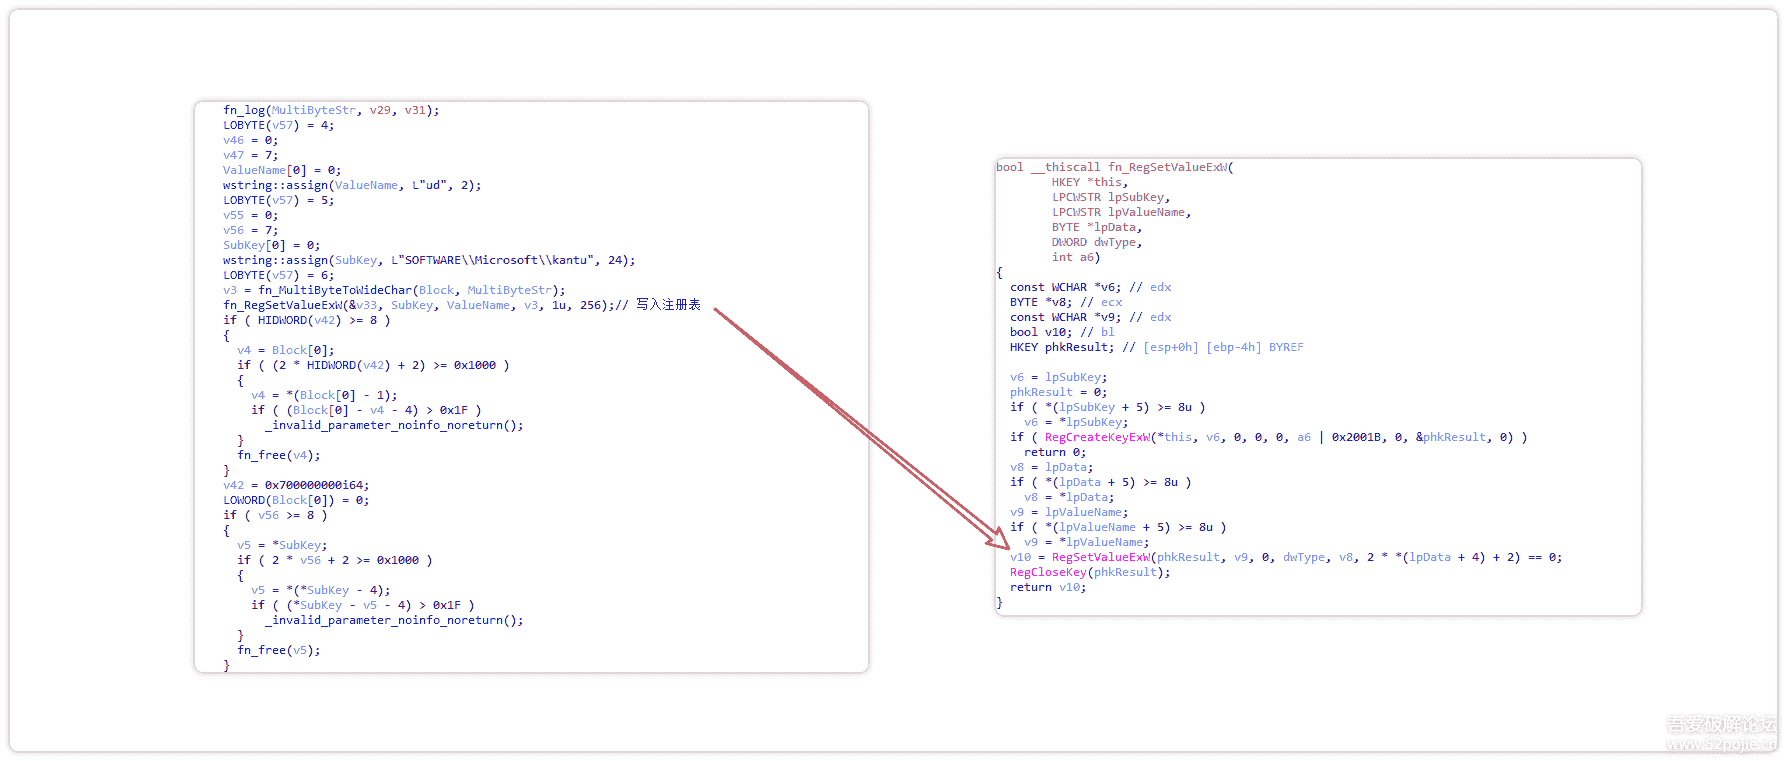 fn_log(MultiByteStr, v29, v31);
LOBYTE(v57) = 4;
v46 = 0;
v47 = 7;
ValueName[0] = 0;
wstring::assign(ValueName, L"ud", 2);
LOBYTE(v57) = 5;
v55 = 0;
v56 = 7;
SubKey[0] = 0;
wstring::assign(SubKey, L"SOFTWARE\\Microsoft\\kantu", 24);
LOBYTE(v57) = 6;
v3 = fn_MultiByteToWideChar(Block, MultiByteStr);
fn_RegSetValueExW(&v33, SubKey, ValueName, v3, 1u, 256);// 写入注册表
if ( HIDWORD(v42) >= 8 )
{
v4 = Block[0];
if ( (2 * HIDWORD(v42) + 2) >= 0x1000 )
{
v4 = *(Block[0] - 1);
if ( (Block[0] - v4 - 4) > 0x1F )
_invalid_parameter_noinfo_noreturn();
}
fn_free(v4);
}
v42 = 0x700000000i64;
LOWORD(Block[0]) = 0;
if ( v56 >= 8 )
{
v5 = *SubKey;
if ( 2 * v56 + 2 >= 0x1000 )
{
v5 = *(*SubKey - 4);
if ( (*SubKey - v5 - 4) > 0x1F )
_invalid_parameter_noinfo_noreturn();
}
fn_free(v5);
}
bool __thiscall fn_RegSetValueExW(
HKEY *this,
LPCWSTR lpSubKey,
LPCWSTR lpValueName,
BYTE *lpData,
DWORD dwType,
int a6)
{
const WCHAR *v6; // edx
BYTE *v8; // ecx
const WCHAR *v9; // edx
bool v10; // bl
HKEY phkResult; // [esp+0h] [ebp-4h] BYREF
v6 = lpSubKey;
phkResult = 0;
if ( *(lpSubKey + 5) >= 8u )
v6 = *lpSubKey;
if ( RegCreateKeyExW(*this, v6, 0, 0, 0, a6 | 0x2001B, 0, &phkResult, 0) )
return 0;
v8 = lpData;
if ( *(lpData + 5) >= 8u )
v8 = *lpData;
v9 = lpValueName;
if ( *(lpValueName + 5) >= 8u )
v9 = *lpValueName;
v10 = RegSetValueExW(phkResult, v9, 0, dwType, v8, 2 * *(lpData + 4) + 2) == 0;
RegCloseKey(phkResult);
return v10;
}
吾爱破解论坛
www.52pojie.cn